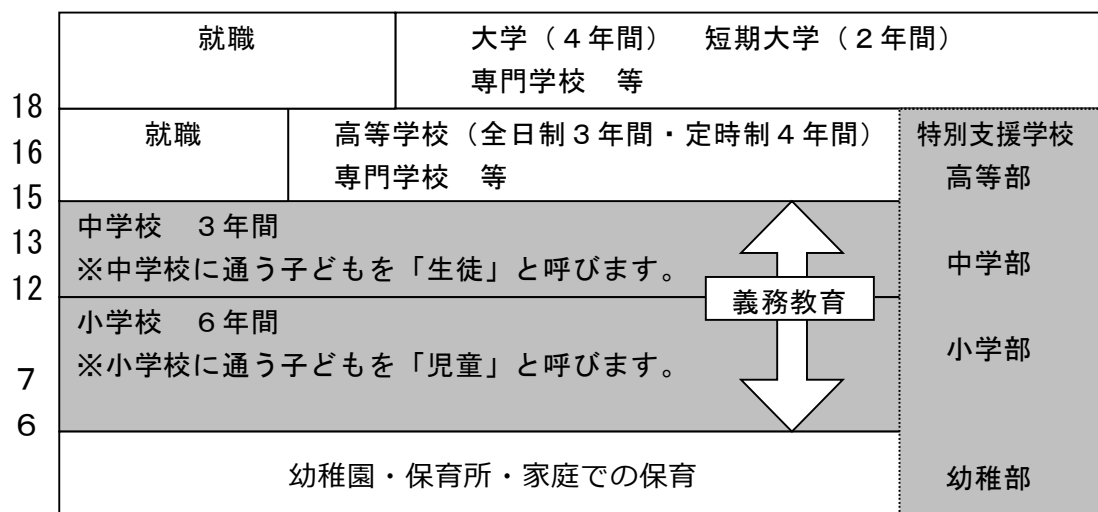 就職
大学（４年間）　短期大学（２年間）
専門学校　等
18
就職
高等学校（全日制３年間・定時制４年間）
専門学校　等
特別支援学校
高等部
16
15
中学校　３年間
※中学校に通う子どもを「生徒」と呼びます。
中学部
13
12
義務教育
小学校　６年間
※小学校に通う子どもを「児童」と呼びます。
小学部
7
6
幼稚園・保育所・家庭での保育
幼稚部